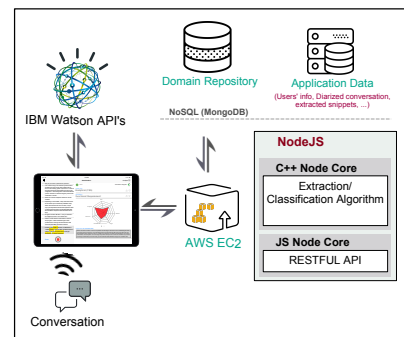 Domain Repository
Application Data
(Users' info, Diarized conversation,
extracted snippets, ...)
NoSQL (MongoDB)
IBM Watson API's
NodeJS
C++ Node Core
Extraction/
Classification Algorithm
JS Node Core
RESTFUL API
AWS EC2
Conversation